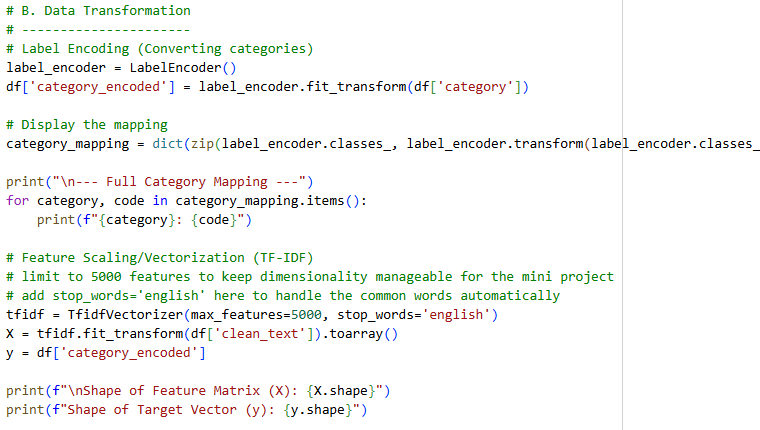 # B. Data Transformation
# ----------------------
# Label Encoding (Converting categories)
label_encoder = LabelEncoder()
df['category_encoded'] = label_encoder.fit_transform(df['category'])
# Display the mapping
category_mapping = dict(zip(label_encoder.classes_, label_encoder.transform(label_encoder.classes_
print("\n--- Full Category Mapping ---")
for category, code in category_mapping.items():
    print(f"{category}: {code}")
# Feature Scaling/Vectorization (TF-IDF)
# limit to 5000 features to keep dimensionality manageable for the mini project
# add stop_words='english' here to handle the common words automatically
tfidf = TfidfVectorizer(max_features=5000, stop_words='english')
X = tfidf.fit_transform(df['clean_text']).toarray()
y = df['category_encoded']
print(f"\nShape of Feature Matrix (X): {X.shape}")
print(f"Shape of Target Vector (y): {y.shape}")